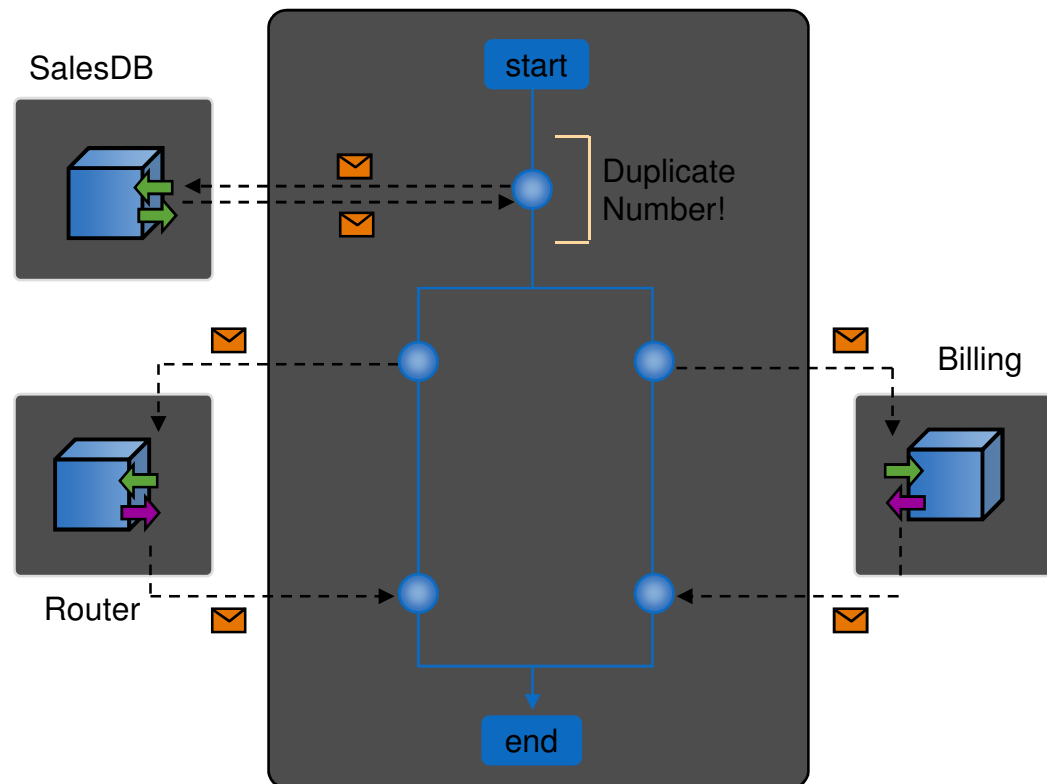 SalesDB
start
Duplicate
Number!
Billing
Router
end